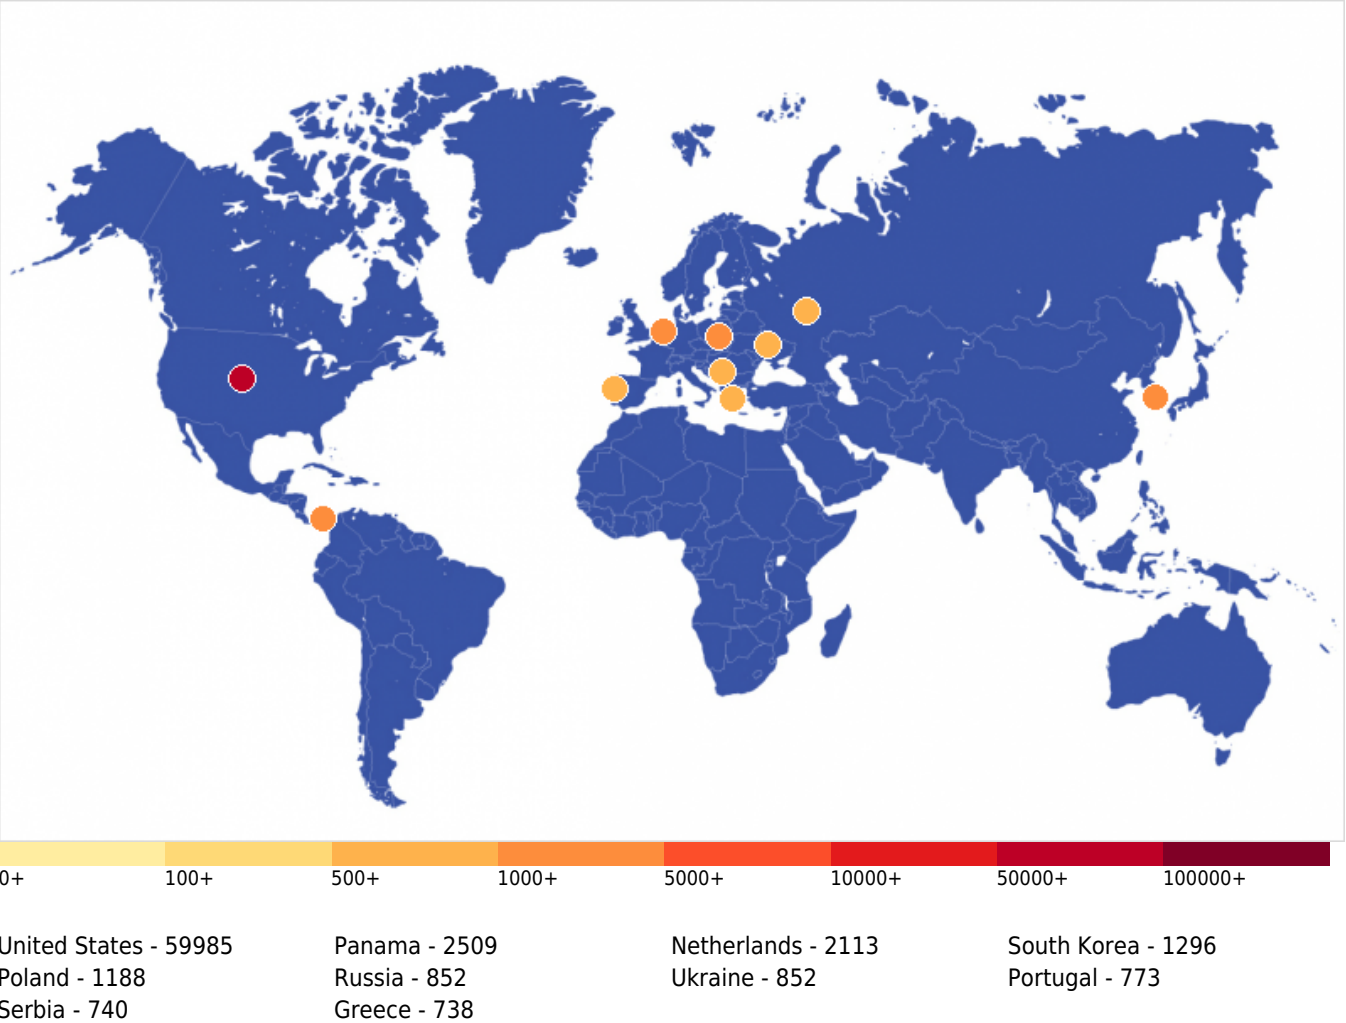 0+ 100+ 500+ 1000+ 5000+ 10000+ 50000+ 100000+
United States - 59985 Panama - 2509 Netherlands - 2113 South Korea - 1296
Poland - 1188 Russia - 852 Ukraine - 852 Portugal - 773
Serbia - 740 Greece - 738